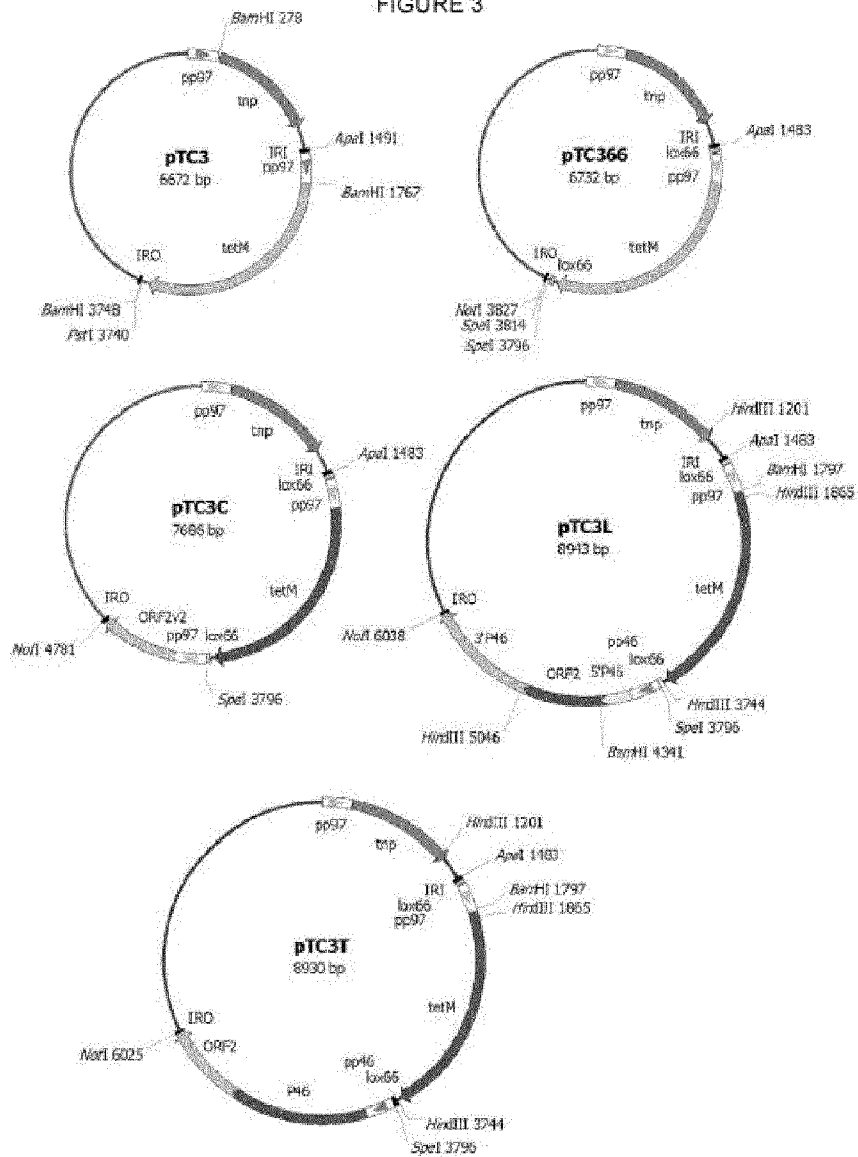 FIGURE 3
BamHI 278
pp97
tnp
ApaI 1491
IRI
pp97
BamHI 1767
pTC3
6672 bp
tetM
IRO
BamHI 3748
PstI 3740
pp97
tnp
ApaI 1483
IRI
lox66
pp97
pTC366
6732 bp
tetM
IRO
lox66
NotI 3827
SpeI 3814
SpeI 3796
pp97
tnp
ApaI 1483
IRI
lox66
pp97
pTC3C
7686 bp
tetM
IRO
ORF2v2
pp97
lox66
NotI 4781
SpeI 3796
pp97
tnp
HindIII 1201
ApaI 1483
IRI
lox66
BamHI 1797
pp97
HindIII 1865
pTC3L
8943 bp
tetM
IRO
NotI 6038
3'P46
pp46
lox66
ORF2
5'P46
HindIII 3744
SpeI 3796
HindIII 5046
BamHI 4341
pp97
tnp
HindIII 1201
ApaI 1483
IRI
lox66
pp97
BamHI 1797
HindIII 1865
pTC3T
8930 bp
tetM
IRO
ORF2
NotI 6025
pp46
lox66
P46
HindIII 3744
SpeI 3796